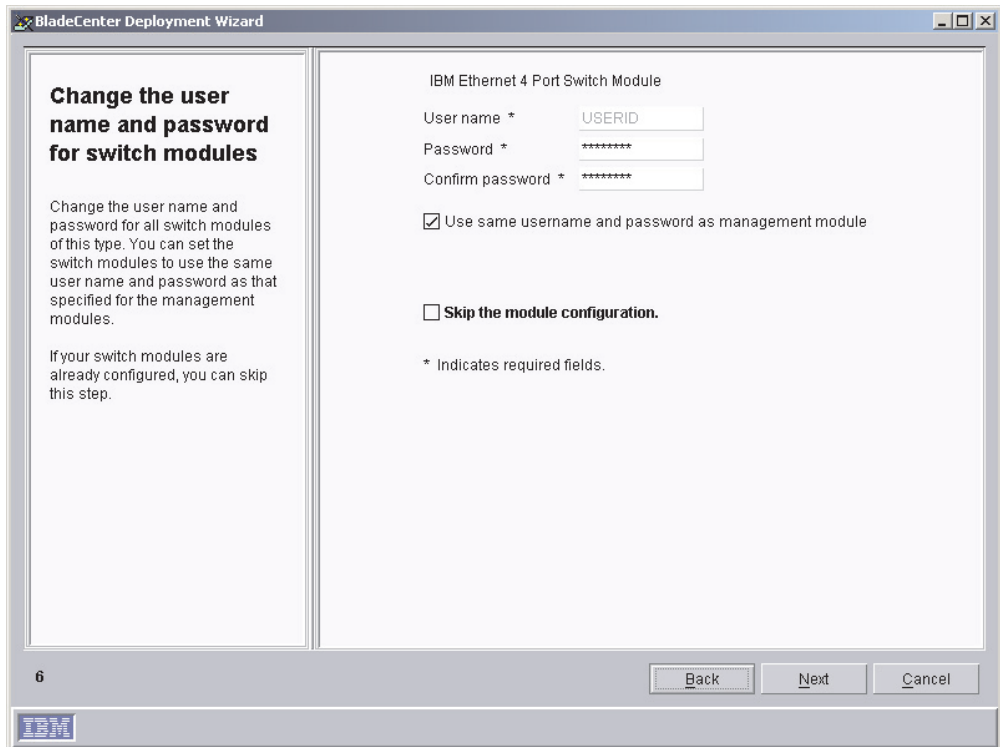 BladeCenter Deployment Wizard
Change the user
name and password
for switch modules
Change the user name and
password for all switch modules
of this type. You can set the
switch modules to use the same
user name and password as that
specified for the management
modules.
If your switch modules are
already configured, you can skip
this step.
IBM Ethernet 4 Port Switch Module
User name * USERID
Password * ********
Confirm password * ********
Use same username and password as management module
Skip the module configuration.
* Indicates required fields.
6
Back Next Cancel
IBM